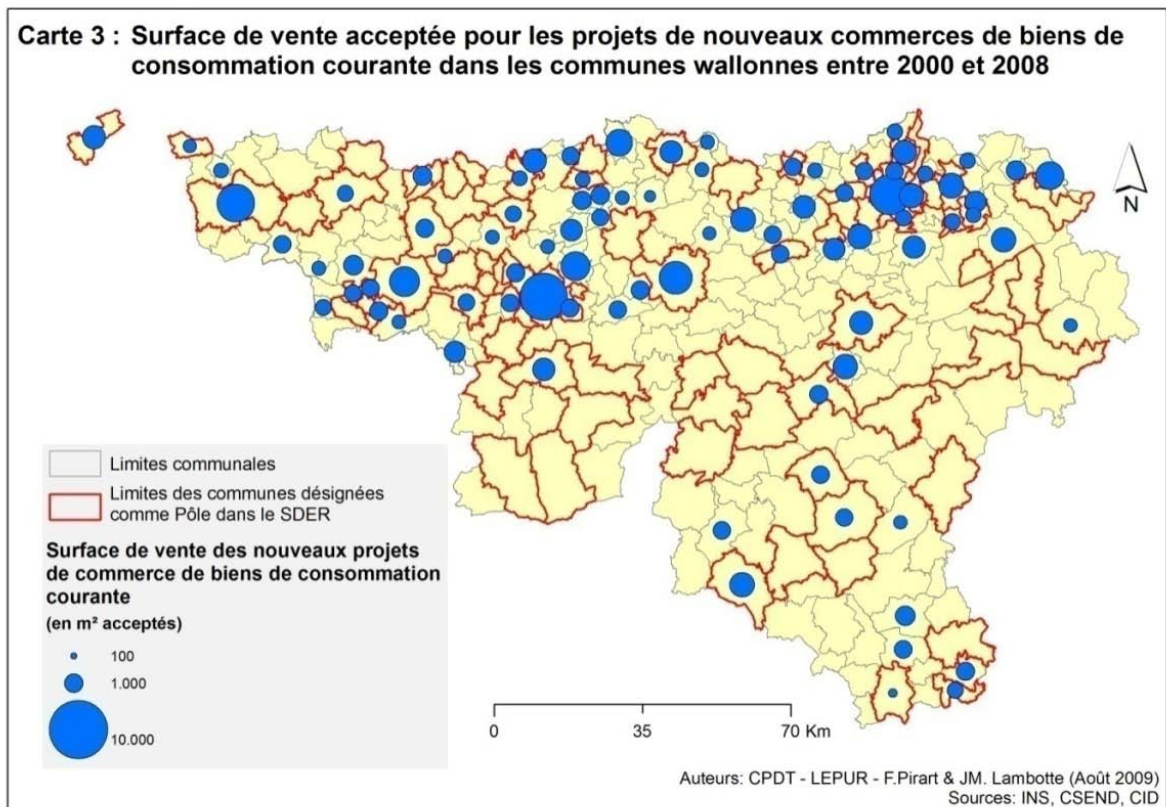 Carte 3 : Surface de vente acceptée pour les projets de nouveaux commerces de biens de
consommation courante dans les communes wallonnes entre 2000 et 2008
N
Limites communales
Limites des communes désignées
comme Pôle dans le SDER
Surface de vente des nouveaux projets
de commerce de biens de consommation
courante
(en m² acceptés)
100
1.000
10.000
0 35 70 Km
Auteurs: CPDT - LEPUR - F.Pirart & JM. Lambotte (Août 2009)
Sources: INS, CSEND, CID